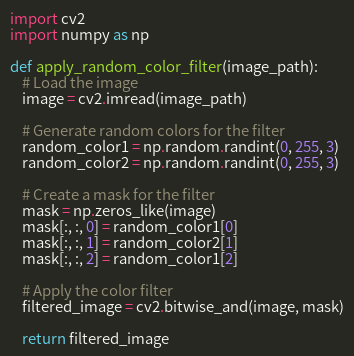 import cv2
import numpy as np
def apply_random_color_filter(image_path):
# Load the image
image = cv2.imread(image_path)
# Generate random colors for the filter
random_color1 = np.random.randint(0, 255, 3)
random_color2 = np.random.randint(0, 255, 3)
# Create a mask for the filter
mask = np.zeros_like(image)
mask[:, :, 0] = random_color1[0]
mask[:, :, 1] = random_color2[1]
mask[:, :, 2] = random_color1[2]
# Apply the color filter
filtered_image = cv2.bitwise_and(image, mask)
return filtered_image